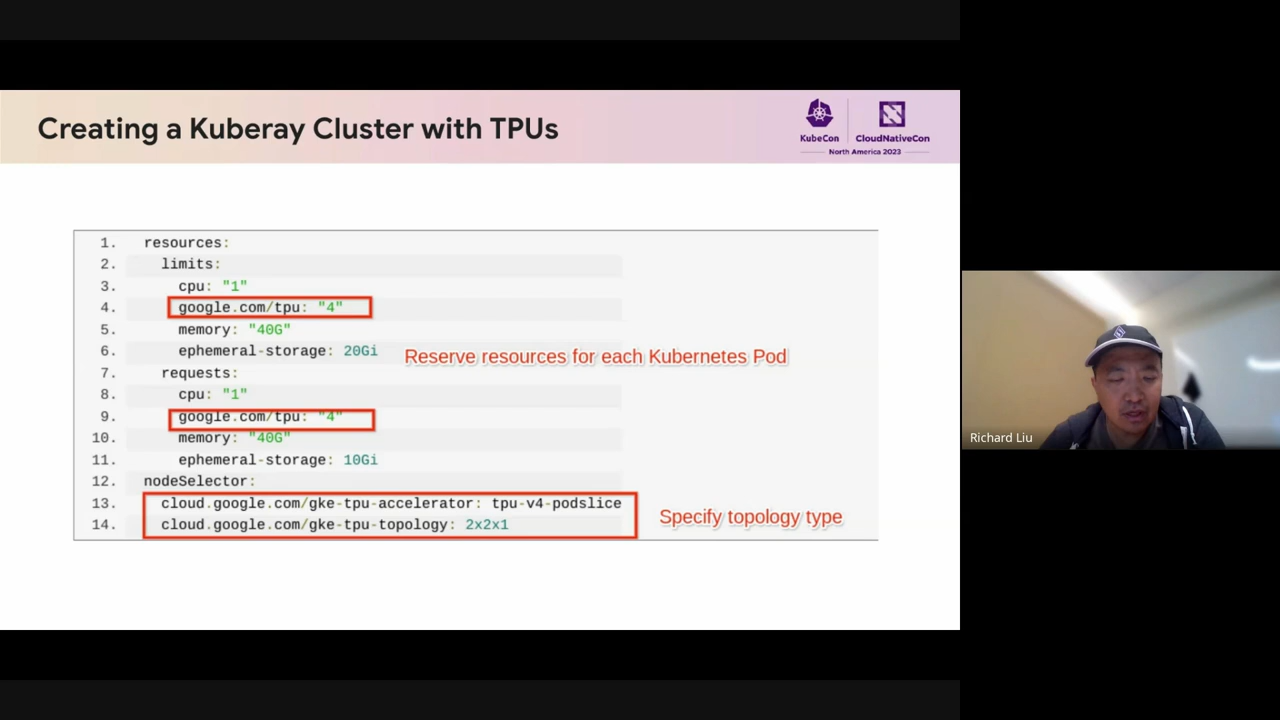 Creating a Kuberay Cluster with TPUs
KubeCon
CloudNativeCon
North America 2023
1. resources:
2. limits:
3. cpu: "1"
4. google.com/tpu: "4"
5. memory: "40G"
6. ephemeral-storage: 20Gi
Reserve resources for each Kubernetes Pod
7. requests:
8. cpu: "1"
9. google.com/tpu: "4"
10. memory: "40G"
11. ephemeral-storage: 10Gi
12. nodeSelector:
13. cloud.google.com/gke-tpu-accelerator: tpu-v4-podslice
14. cloud.google.com/gke-tpu-topology: 2x2x1
Specify topology type
Richard Liu